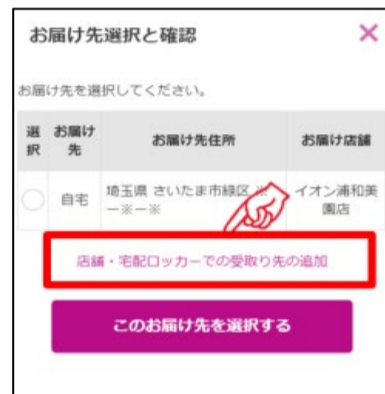 お届け先選択と確認 ×
お届け先を選択してください。
選択 お届け先 お届け先住所 お届け店舗
自宅 埼玉県 さいたま市緑区 ※ イオン浦和美
ー※ー※ 園店
店舗・宅配ロッカーでの受取り先の追加
このお届け先を選択する